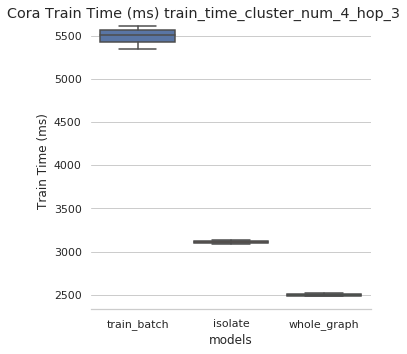 Cora Train Time (ms) train_time_cluster_num_4_hop_3
5500
5000
4500
4000
3500
3000
2500
Train Time (ms)
train_batch isolate whole_graph
models